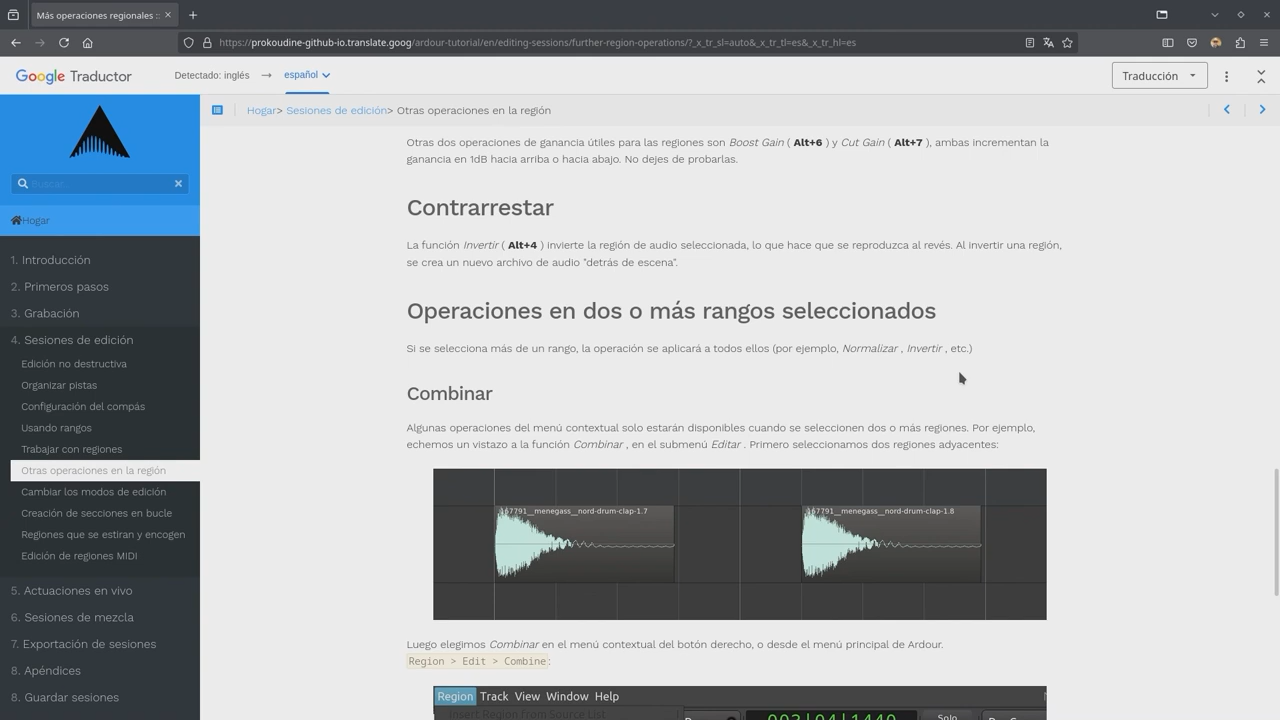 Más operaciones regionales ::
https://prokoudine-github-io.translate.goog/ardour-tutorial/en/editing-sessions/further-region-operations/?_x_tr_sl=auto&_x_tr_tl=es&_x_tr_hl=es
Google Traductor
Detectado: inglés
español
Traducción
Hogar> Sesiones de edición> Otras operaciones en la región
Buscar...
Hogar
1. Introducción
2. Primeros pasos
3. Grabación
4. Sesiones de edición
Edición no destructiva
Organizar pistas
Configuración del compás
Usando rangos
Trabajar con regiones
Otras operaciones en la región
Cambiar los modos de edición
Creación de secciones en bucle
Regiones que se estiran y encogen
Edición de regiones MIDI
5. Actuaciones en vivo
6. Sesiones de mezcla
7. Exportación de sesiones
8. Apéndices
8. Guardar sesiones
Otras dos operaciones de ganancia útiles para las regiones son Boost Gain ( Alt+6 ) y Cut Gain ( Alt+7 ), ambas incrementan la
ganancia en 1dB hacia arriba o hacia abajo. No dejes de probarlas.
Contrarrestar
La función Invertir ( Alt+4 ) invierte la región de audio seleccionada, lo que hace que se reproduzca al revés. Al invertir una región,
se crea un nuevo archivo de audio "detrás de escena".
Operaciones en dos o más rangos seleccionados
Si se selecciona más de un rango, la operación se aplicará a todos ellos (por ejemplo, Normalizar , Invertir , etc.)
Combinar
Algunas operaciones del menú contextual solo estarán disponibles cuando se seleccionen dos o más regiones. Por ejemplo,
echemos un vistazo a la función Combinar , en el submenú Editar . Primero seleccionamos dos regiones adyacentes:
167791__menegass__nord-drum-clap-1.7
167791__menegass__nord-drum-clap-1.8
Luego elegimos Combinar en el menú contextual del botón derecho, o desde el menú principal de Ardour.
Region > Edit > Combine:
Region Track View Window Help
Insert Region from Source List
003|04|1440
Solo